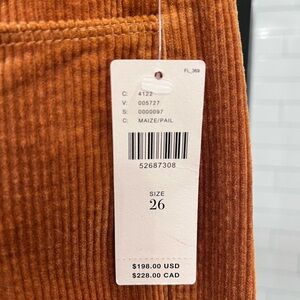 FL_369
C: 4122
V: 005727
S: 0000097
C: MAIZE/PAIL
52687308
SIZE
26
$198.00 USD
$228.00 CAD